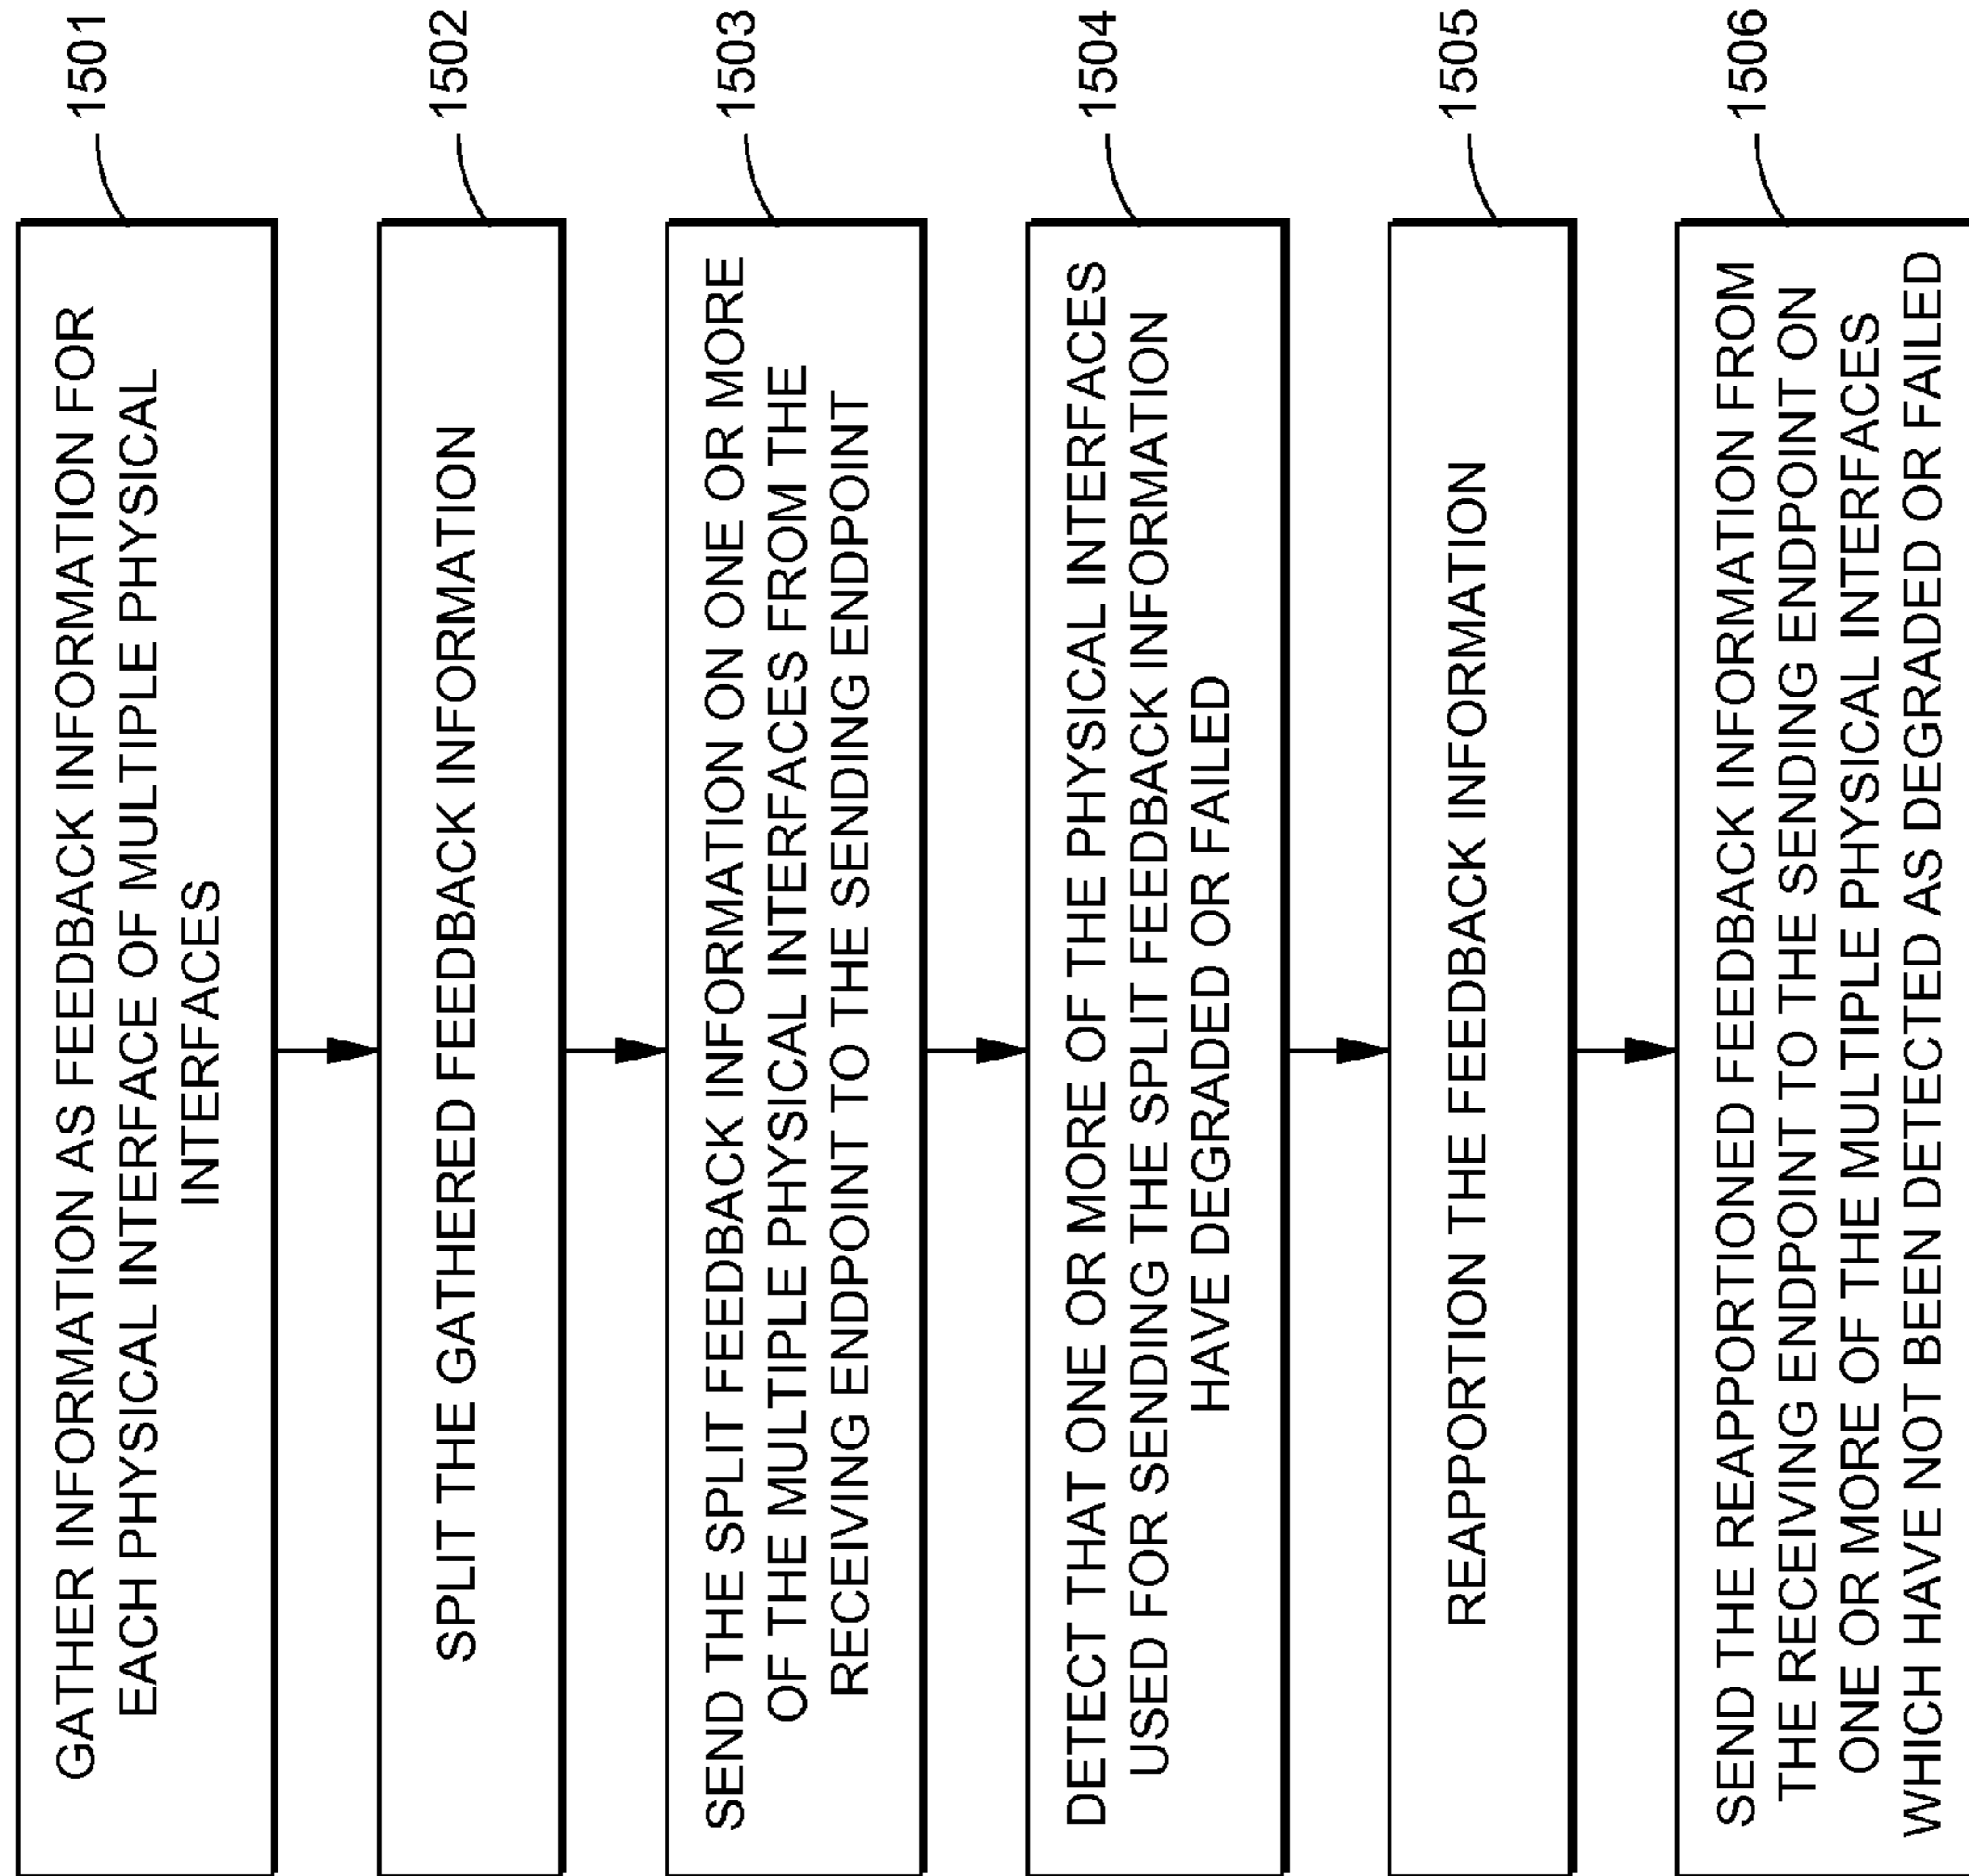 GATHER INFORMATION AS FEEDBACK INFORMATION FOR
EACH PHYSICAL INTERFACE OF MULTIPLE PHYSICAL
INTERFACES
1501
SPLIT THE GATHERED FEEDBACK INFORMATION
1502
SEND THE SPLIT FEEDBACK INFORMATION ON ONE OR MORE
OF THE MULTIPLE PHYSICAL INTERFACES FROM THE
RECEIVING ENDPOINT TO THE SENDING ENDPOINT
1503
DETECT THAT ONE OR MORE OF THE PHYSICAL INTERFACES
USED FOR SENDING THE SPLIT FEEDBACK INFORMATION
HAVE DEGRADED OR FAILED
1504
REAPPORTION THE FEEDBACK INFORMATION
1505
SEND THE REAPPORTIONED FEEDBACK INFORMATION FROM
THE RECEIVING ENDPOINT TO THE SENDING ENDPOINT ON
ONE OR MORE OF THE MULTIPLE PHYSICAL INTERFACES
WHICH HAVE NOT BEEN DETECTED AS DEGRADED OR FAILED
1506